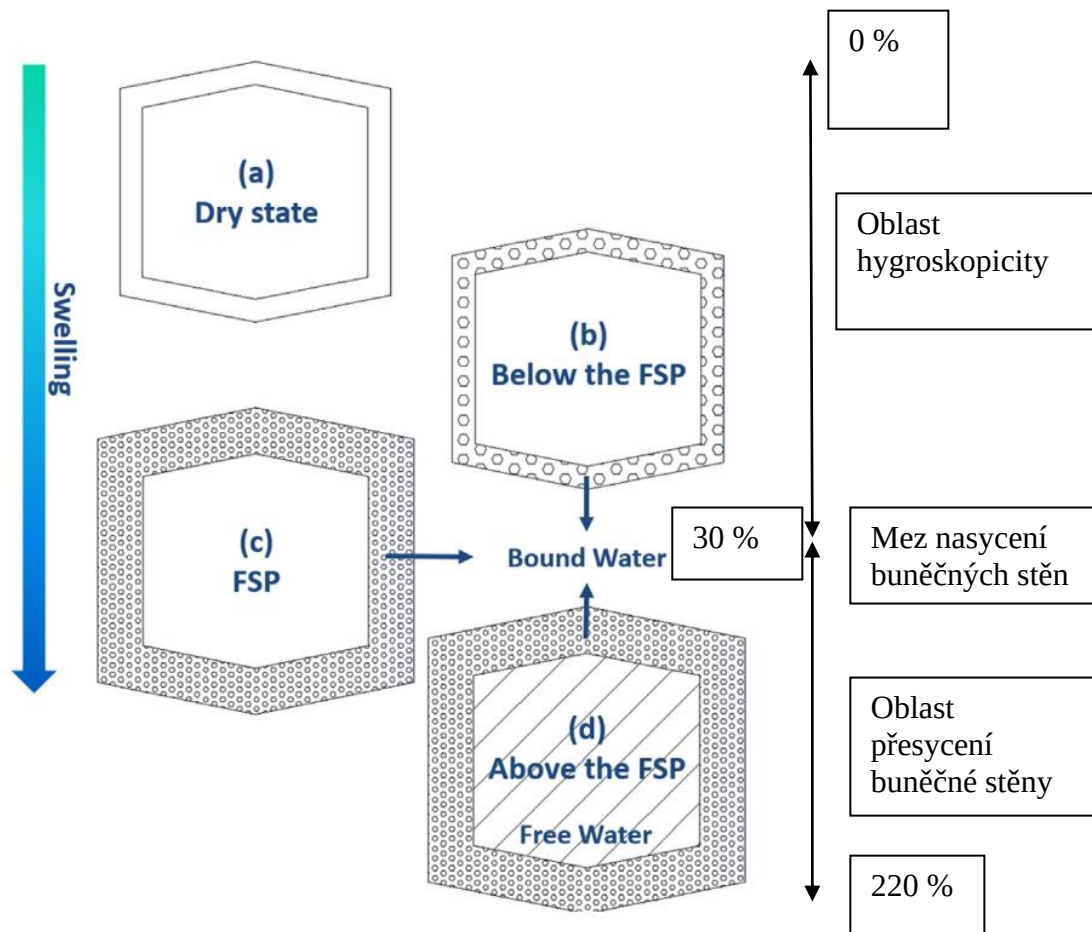 0 %
(a)
Dry state
Oblast
hygroskopicity
Swelling
(b)
Below the FSP
(c)
FSP
Bound Water
30 %
Mez nasycení
buněčných stěn
(d)
Above the FSP
Free Water
Oblast
přesycení
buněčné stěny
220 %